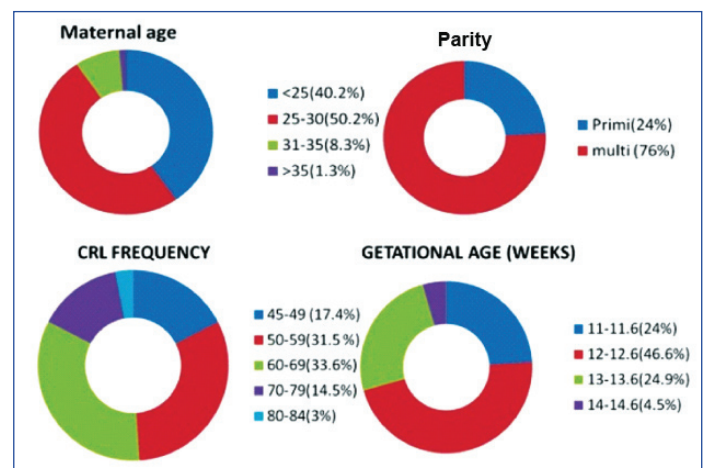 Maternal age
<25(40.2%)
25-30(50.2%)
31-35(8.3%)
>35(1.3%)
Parity
Primi(24%)
multi (76%)
CRL FREQUENCY
45-49 (17.4%)
50-59(31.5 %)
60-69(33.6%)
70-79(14.5%)
80-84(3%)
GETATIONAL AGE (WEEKS)
11-11.6(24%)
12-12.6(46.6%)
13-13.6(24.9%)
14-14.6(4.5%)